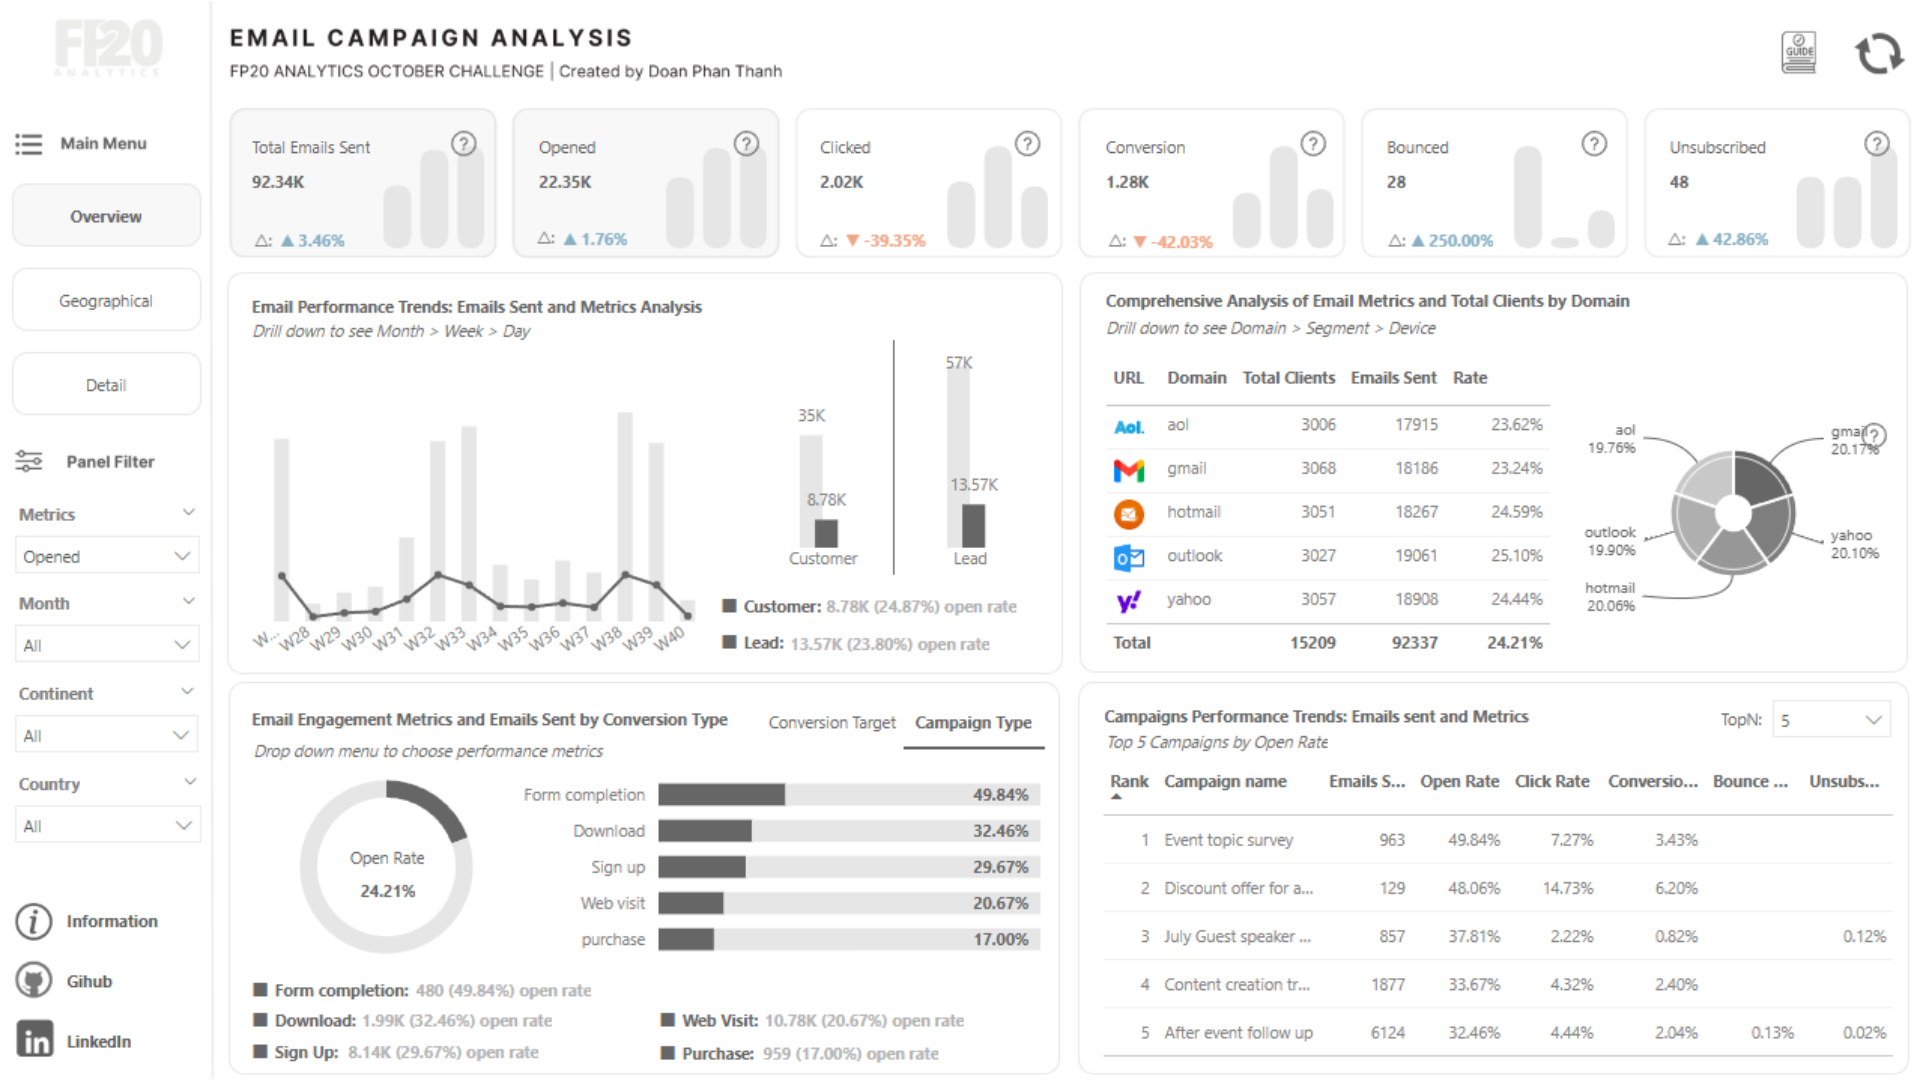 FP20
ANALYTICS
EMAIL CAMPAIGN ANALYSIS
FP20 ANALYTICS OCTOBER CHALLENGE | Created by Doan Phan Thanh
GUIDE
Main Menu
Overview
Geographical
Detail
Panel Filter
Metrics
Opened
Month
All
Continent
All
Country
All
Information
Gihub
LinkedIn
Total Emails Sent
92.34K
△: ▲ 3.46%
Opened
22.35K
△: ▲ 1.76%
Clicked
2.02K
△: ▼ -39.35%
Conversion
1.28K
△: ▼ -42.03%
Bounced
28
△: ▲ 250.00%
Unsubscribed
48
△: ▲ 42.86%
Email Performance Trends: Emails Sent and Metrics Analysis
Drill down to see Month > Week > Day
W... W28 W29 W30 W31 W32 W33 W34 W35 W36 W37 W38 W39 W40
35K
8.78K
Customer
57K
13.57K
Lead
Customer: 8.78K (24.87%) open rate
Lead: 13.57K (23.80%) open rate
Comprehensive Analysis of Email Metrics and Total Clients by Domain
Drill down to see Domain > Segment > Device
URL Domain Total Clients Emails Sent Rate
Aol. aol 3006 17915 23.62%
gmail 3068 18186 23.24%
hotmail 3051 18267 24.59%
outlook 3027 19061 25.10%
y! yahoo 3057 18908 24.44%
Total 15209 92337 24.21%
aol
19.76%
gmail
20.17%
outlook
19.90%
yahoo
20.10%
hotmail
20.06%
Email Engagement Metrics and Emails Sent by Conversion Type
Conversion Target Campaign Type
Drop down menu to choose performance metrics
Open Rate
24.21%
Form completion 49.84%
Download 32.46%
Sign up 29.67%
Web visit 20.67%
purchase 17.00%
Form completion: 480 (49.84%) open rate
Download: 1.99K (32.46%) open rate
Sign Up: 8.14K (29.67%) open rate
Web Visit: 10.78K (20.67%) open rate
Purchase: 959 (17.00%) open rate
Campaigns Performance Trends: Emails sent and Metrics
Top 5 Campaigns by Open Rate
TopN: 5
Rank Campaign name Emails S... Open Rate Click Rate Conversio... Bounce ... Unsubs...
1 Event topic survey 963 49.84% 7.27% 3.43%
2 Discount offer for a... 129 48.06% 14.73% 6.20%
3 July Guest speaker ... 857 37.81% 2.22% 0.82% 0.12%
4 Content creation tr... 1877 33.67% 4.32% 2.40%
5 After event follow up 6124 32.46% 4.44% 2.04% 0.13% 0.02%